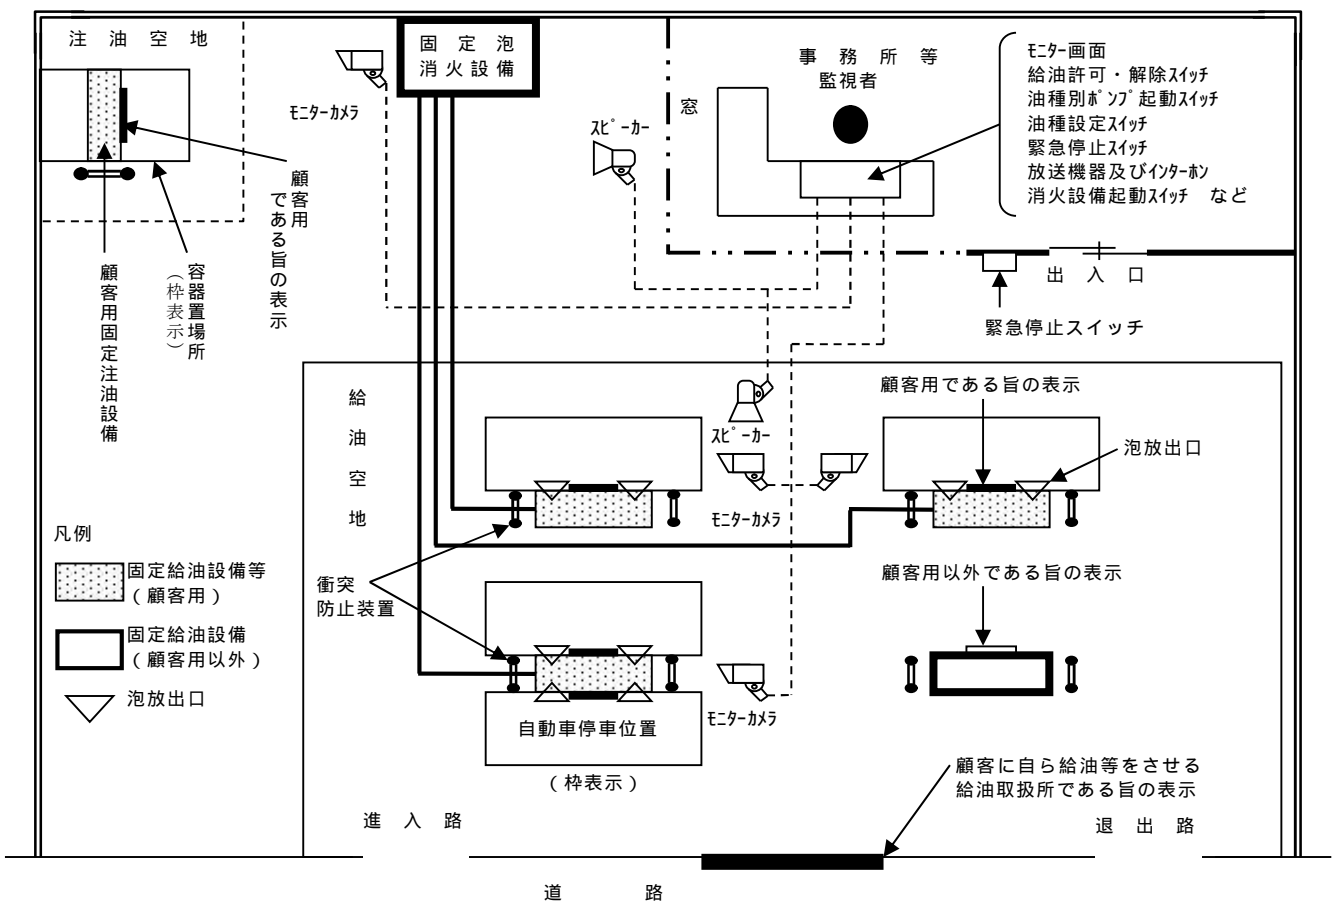 注油空地
固定泡
消火設備
モニターカメラ
スピーカー
窓
事務所等
監視者
モニター画面
給油許可・解除スイッチ
油種別ポンプ起動スイッチ
油種設定スイッチ
緊急停止スイッチ
放送機器及びインターホン
消火設備起動スイッチ　など
顧客用
である旨の表示
容器置場所
（枠表示）
顧客用固定注油設備
出入口
緊急停止スイッチ
給油空地
スピーカー
モニターカメラ
顧客用である旨の表示
泡放出口
凡例
固定給油設備等
（顧客用）
固定給油設備
（顧客用以外）
泡放出口
衝突
防止装置
顧客用以外である旨の表示
モニターカメラ
自動車停車位置
（枠表示）
顧客に自ら給油等をさせる
給油取扱所である旨の表示
進入路
退出路
道路